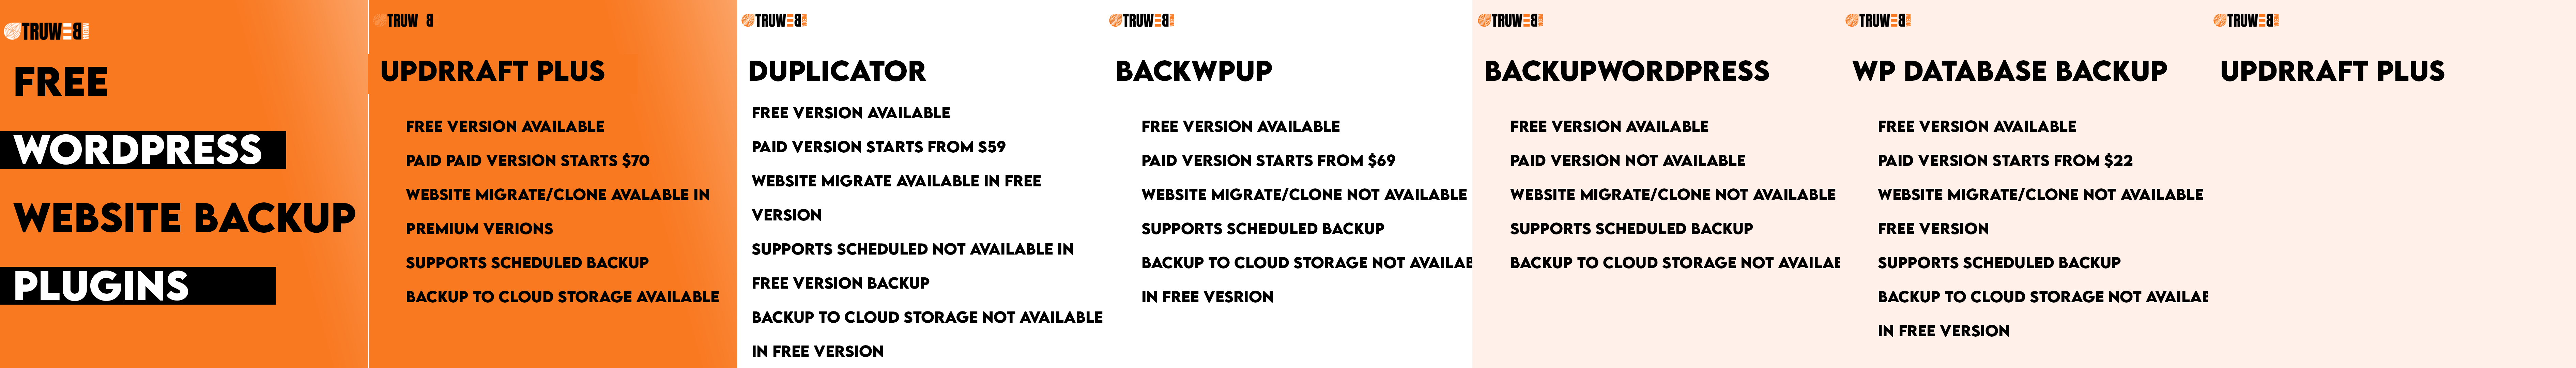 TRUWEB
FREE
WORDPRESS
WEBSITE BACKUP
PLUGINS
TRUW B
UPDRRAFT PLUS
FREE VERSION AVAILABLE
PAID PAID VERSION STARTS $70
WEBSITE MIGRATE/CLONE AVALABLE IN
PREMIUM VERIONS
SUPPORTS SCHEDULED BACKUP
BACKUP TO CLOUD STORAGE AVAILABLE
TRUWEB
DUPLICATOR
FREE VERSION AVAILABLE
PAID VERSION STARTS FROM S59
WEBSITE MIGRATE AVAILABLE IN FREE
VERSION
SUPPORTS SCHEDULED NOT AVAILABLE IN
FREE VERSION BACKUP
BACKUP TO CLOUD STORAGE NOT AVAILABLE
IN FREE VERSION
TRUWEB
BACKWPUP
FREE VERSION AVAILABLE
PAID VERSION STARTS FROM $69
WEBSITE MIGRATE/CLONE NOT AVAILABLE
SUPPORTS SCHEDULED BACKUP
BACKUP TO CLOUD STORAGE NOT AVAILAB
IN FREE VESRION
TRUWEB
BACKUPWORDPRESS
FREE VERSION AVAILABLE
PAID VERSION NOT AVAILABLE
WEBSITE MIGRATE/CLONE NOT AVAILABLE
SUPPORTS SCHEDULED BACKUP
BACKUP TO CLOUD STORAGE NOT AVAILAE
TRUWEB
WP DATABASE BACKUP
FREE VERSION AVAILABLE
PAID VERSION STARTS FROM $22
WEBSITE MIGRATE/CLONE NOT AVAILABLE
FREE VERSION
SUPPORTS SCHEDULED BACKUP
BACKUP TO CLOUD STORAGE NOT AVAILAE
IN FREE VERSION
TRUWEB
UPDRRAFT PLUS